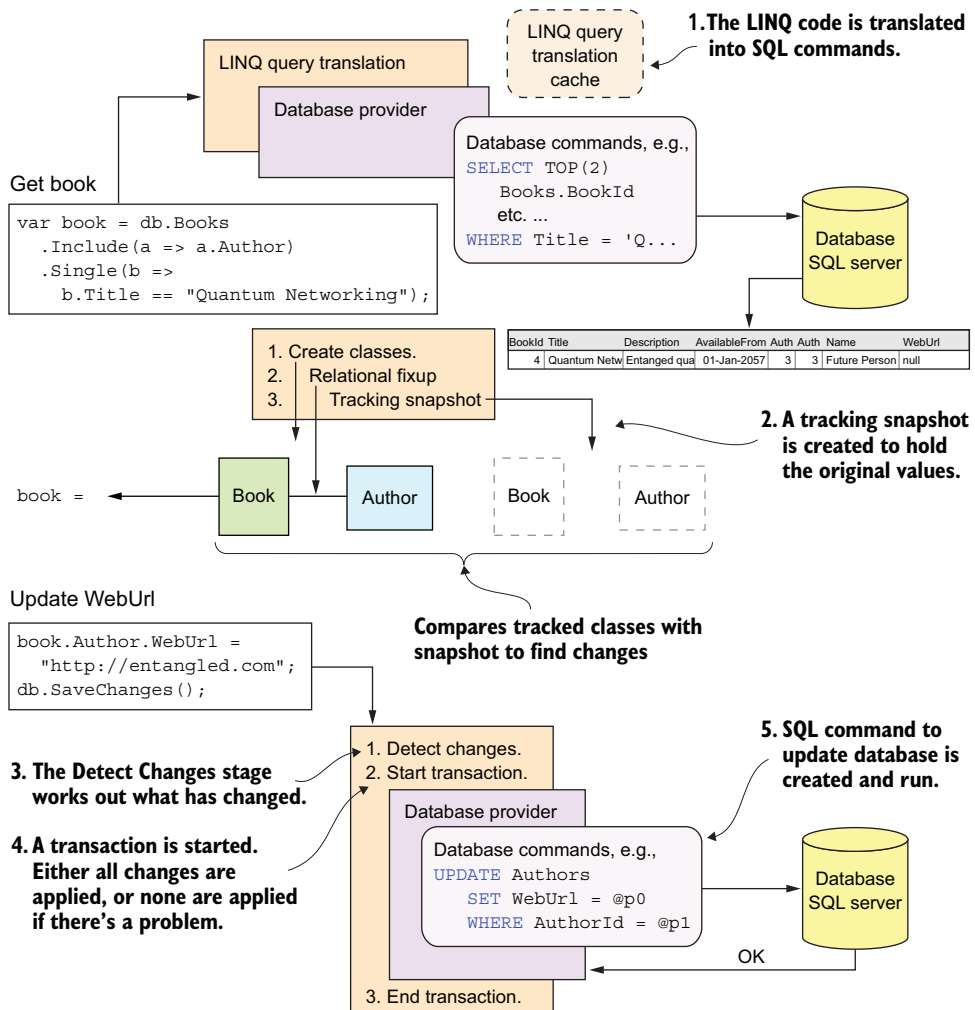 1. The LINQ code is translated
into SQL commands.
LINQ query
translation
cache
LINQ query translation
Database provider
Database commands, e.g.,
SELECT TOP(2)
Books.BookId
etc. ...
WHERE Title = 'Q...
Database
SQL server
Get book
var book = db.Books
.Include(a => a.Author)
.Single(b =>
b.Title == "Quantum Networking");
BookId Title Description AvailableFrom Auth Auth Name WebUrl
4 Quantum Netw Entanged qua 01-Jan-2057 3 3 Future Person null
1. Create classes.
2. Relational fixup
3. Tracking snapshot
2. A tracking snapshot
is created to hold
the original values.
book =
Book
Author
Book
Author
Compares tracked classes with
snapshot to find changes
Update WebUrl
book.Author.WebUrl =
"http://entangled.com";
db.SaveChanges();
3. The Detect Changes stage
works out what has changed.
4. A transaction is started.
Either all changes are
applied, or none are applied
if there's a problem.
1. Detect changes.
2. Start transaction.
Database provider
Database commands, e.g.,
UPDATE Authors
SET WebUrl = @p0
WHERE AuthorId = @p1
5. SQL command to
update database is
created and run.
Database
SQL server
OK
3. End transaction.